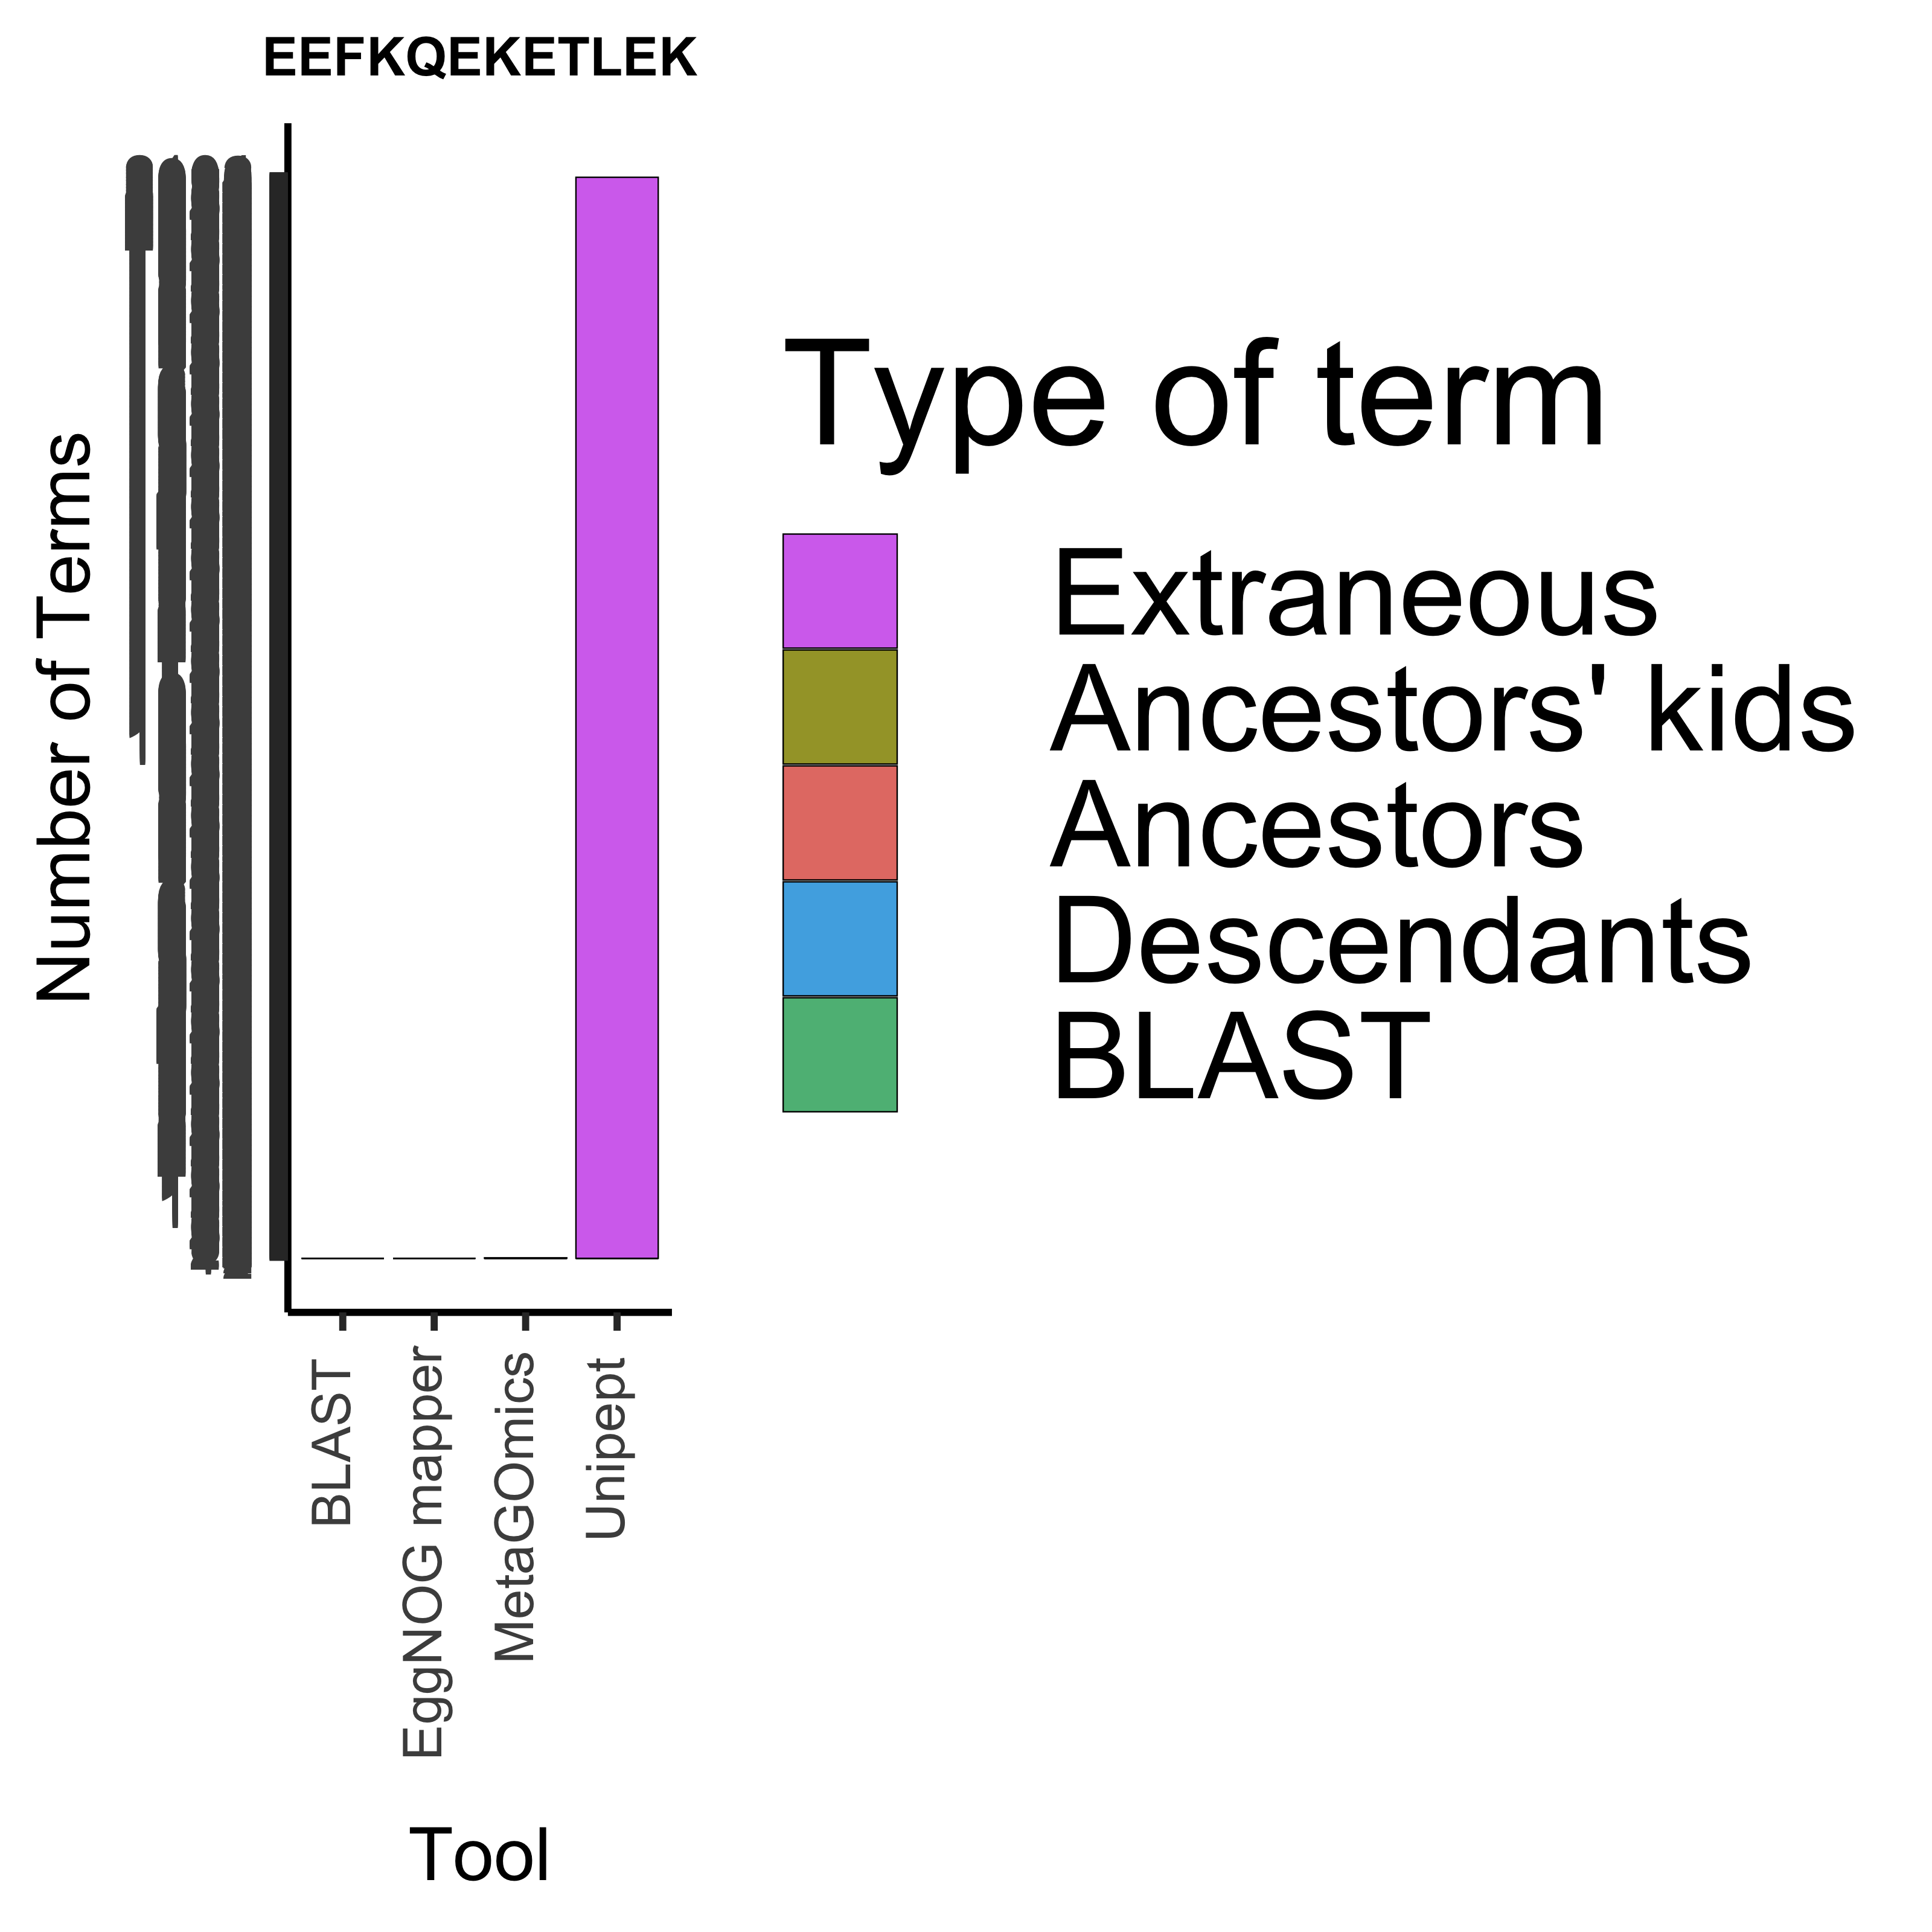 EEFKQEKETLEK
Number of Terms
Type of term
Extraneous
Ancestors' kids
Ancestors
Descendants
BLAST
BLAST
EggNOG mapper
MetaGOmics
Unipept
Tool